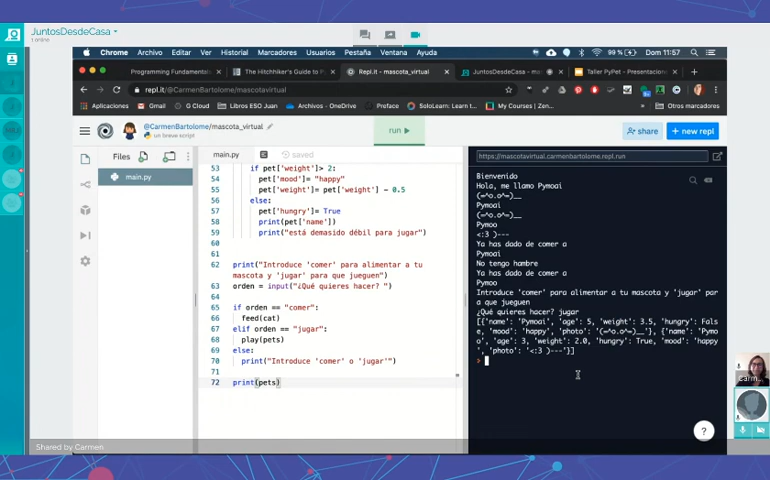 JuntosDesdeCasa
1 online
Chrome Archivo Editar Ver Historial Marcadores Usuarios Pestaña Ventana Ayuda 99 % Dom 11:57
Programming Fundamental The Hitchhiker's Guide to P Repl.it - mascota_virtual JuntosDesdeCasa - mo Taller PyPet - Presentacione
repl.it/@CarmenBartolome/mascotavirtual
Aplicaciones Gmail G Cloud Libros ESO Juan Archivos - OneDrive Preface SoloLearn: Learn t... My Courses | Zen... » Otros marcadores
@CarmenBartolome/mascota_virtual
un breve script
run
share
+ new repl
Files
main.py
main.py
saved
53 if pet['weight']> 2:
54 pet['mood']= "happy"
55 pet['weight']= pet['weight'] - 0.5
56 else:
57 pet['hungry']= True
58 print(pet['name'])
59 print("está demasido débil para jugar")
60
61
62 print("Introduce 'comer' para alimentar a tu
mascota y 'jugar' para que jueguen")
63 orden = input("¿Qué quieres hacer? ")
64
65 if orden == "comer":
66 feed(cat)
67 elif orden == "jugar":
68 play(pets)
69 else:
70 print("Introduce 'comer' o 'jugar'")
71
72 print(pets)
https://mascotavirtual.carmenbartolome.repl.run
Bienvenido
Hola, me llamo Pymoai
(=^o.o^=)__
Pymoai
(=^o.o^=)__
Pymoo
<:3 )---
Ya has dado de comer a
Pymoai
No tengo hambre
Ya has dado de comer a
Pymoo
Introduce 'comer' para alimentar a tu mascota y 'jugar' par
a que jueguen
¿Qué quieres hacer? jugar
[{'name': 'Pymoai', 'age': 5, 'weight': 3.5, 'hungry': Fals
e, 'mood': 'happy', 'photo': '(=^o.o^=)__'}, {'name': 'Pymo
o', 'age': 3, 'weight': 2.0, 'hungry': True, 'mood': 'happy
', 'photo': '<:3 )---'}]
>
?
Shared by Carmen